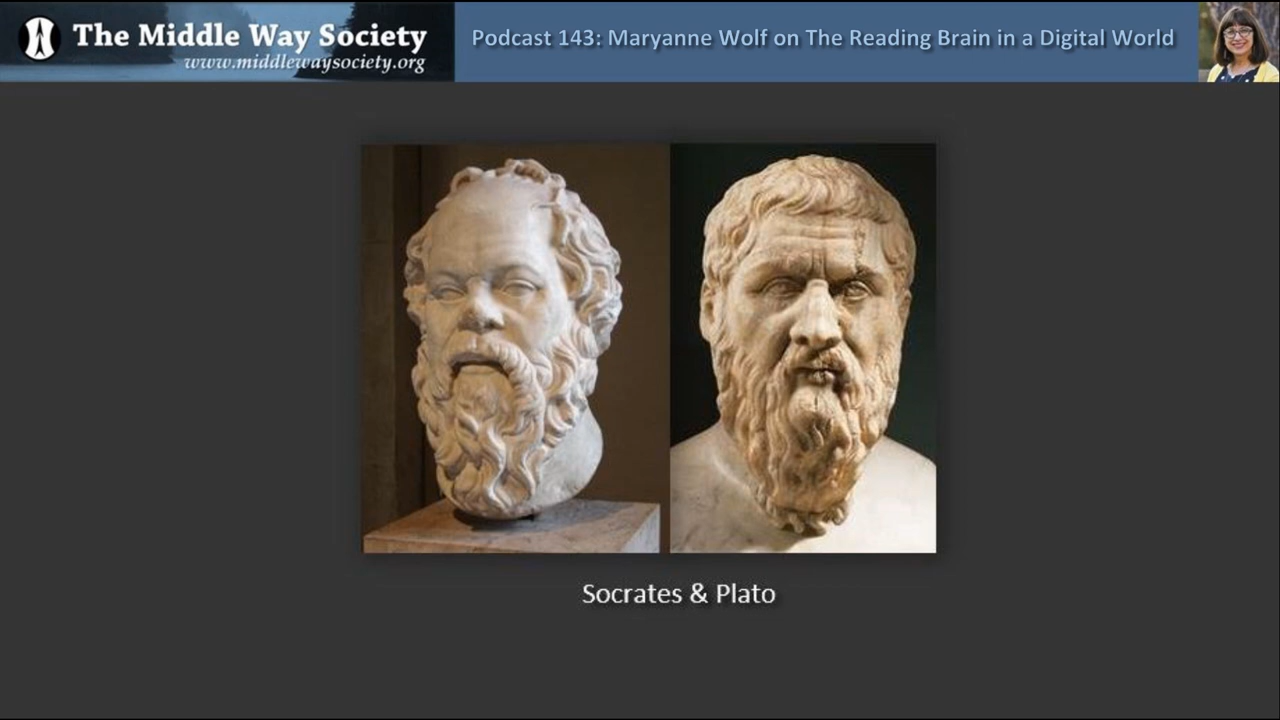 The Middle Way Society
www.middlewaysociety.org
Podcast 143: Maryanne Wolf on The Reading Brain in a Digital World
Socrates & Plato